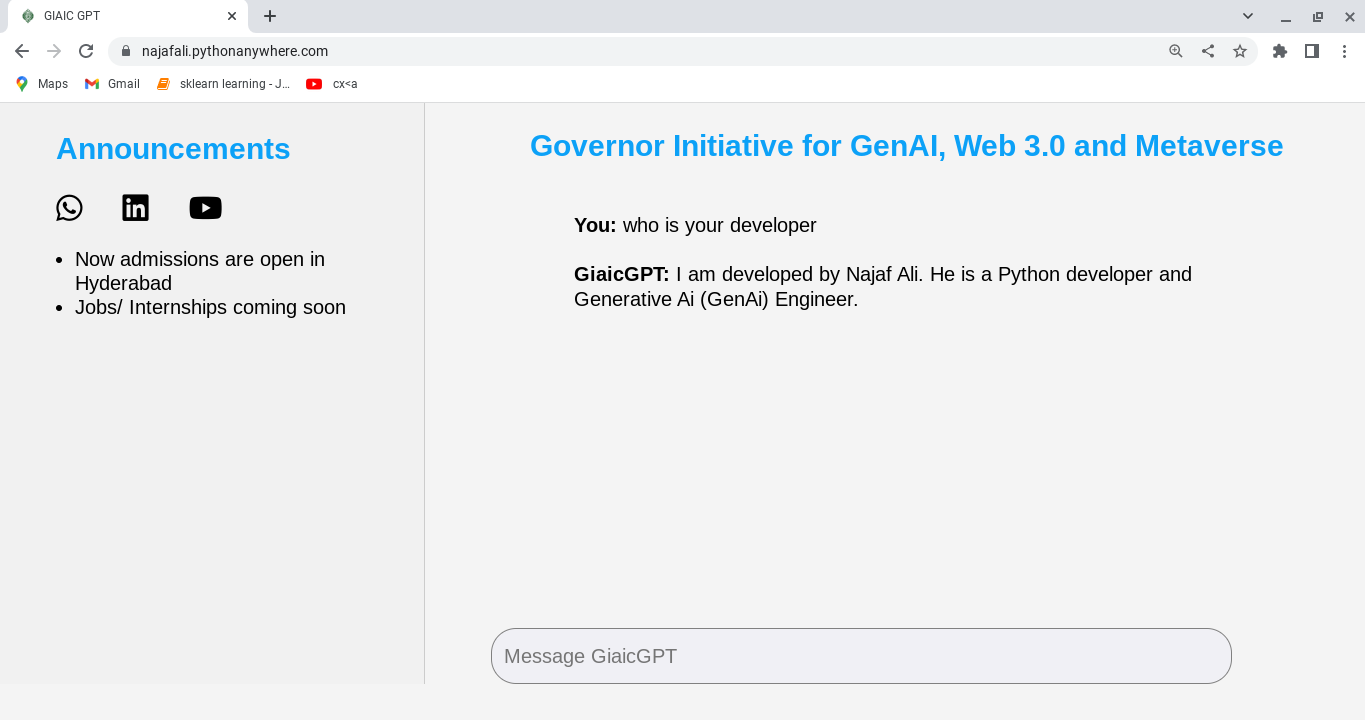 GIAIC GPT
najafali.pythonanywhere.com
Maps Gmail sklearn learning - J... cx<a
Announcements
Now admissions are open in
Hyderabad
Jobs/ Internships coming soon
Governor Initiative for GenAI, Web 3.0 and Metaverse
You: who is your developer
GiaicGPT: I am developed by Najaf Ali. He is a Python developer and
Generative Ai (GenAi) Engineer.
Message GiaicGPT